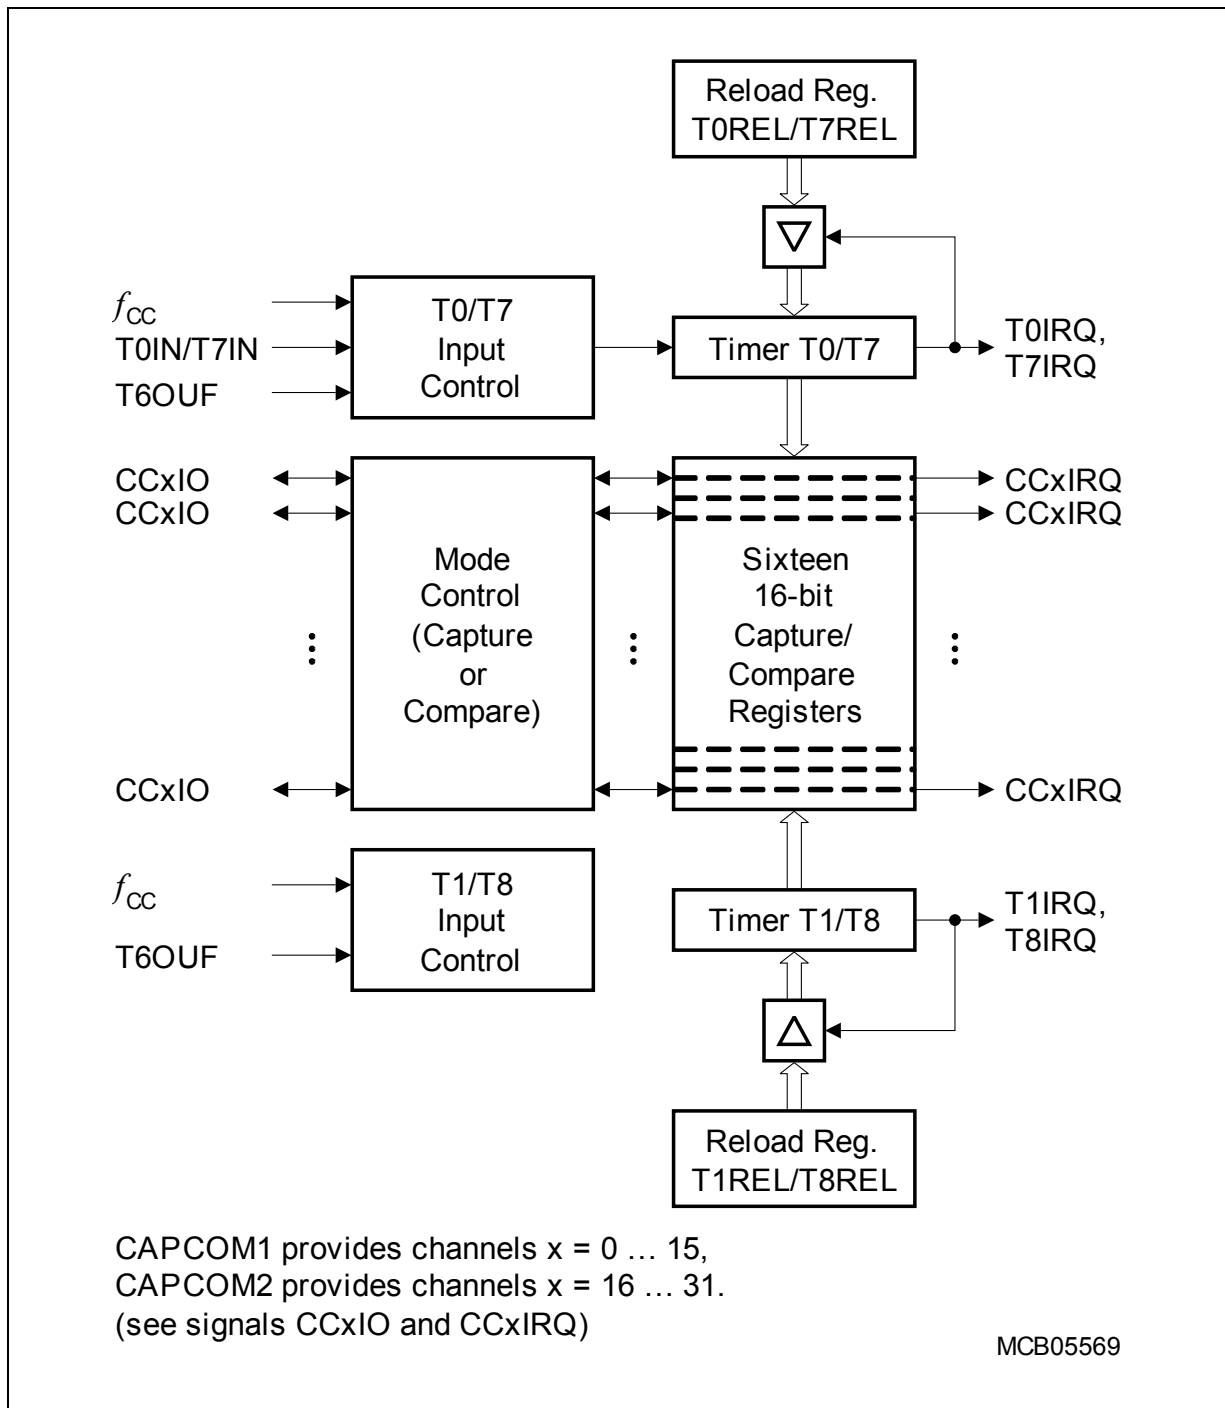 Reload Reg.
T0REL/T7REL
f CC
T0IN/T7IN
T6OUF
T0/T7
Input
Control
Timer T0/T7
T0IRQ,
T7IRQ
CCxIO
CCxIO
CCxIO
Mode
Control
(Capture
or
Compare)
Sixteen
16-bit
Capture/
Compare
Registers
CCxIRQ
CCxIRQ
CCxIRQ
f CC
T6OUF
T1/T8
Input
Control
Timer T1/T8
T1IRQ,
T8IRQ
Reload Reg.
T1REL/T8REL
CAPCOM1 provides channels x = 0 … 15,
CAPCOM2 provides channels x = 16 … 31.
(see signals CCxIO and CCxIRQ)
MCB05569